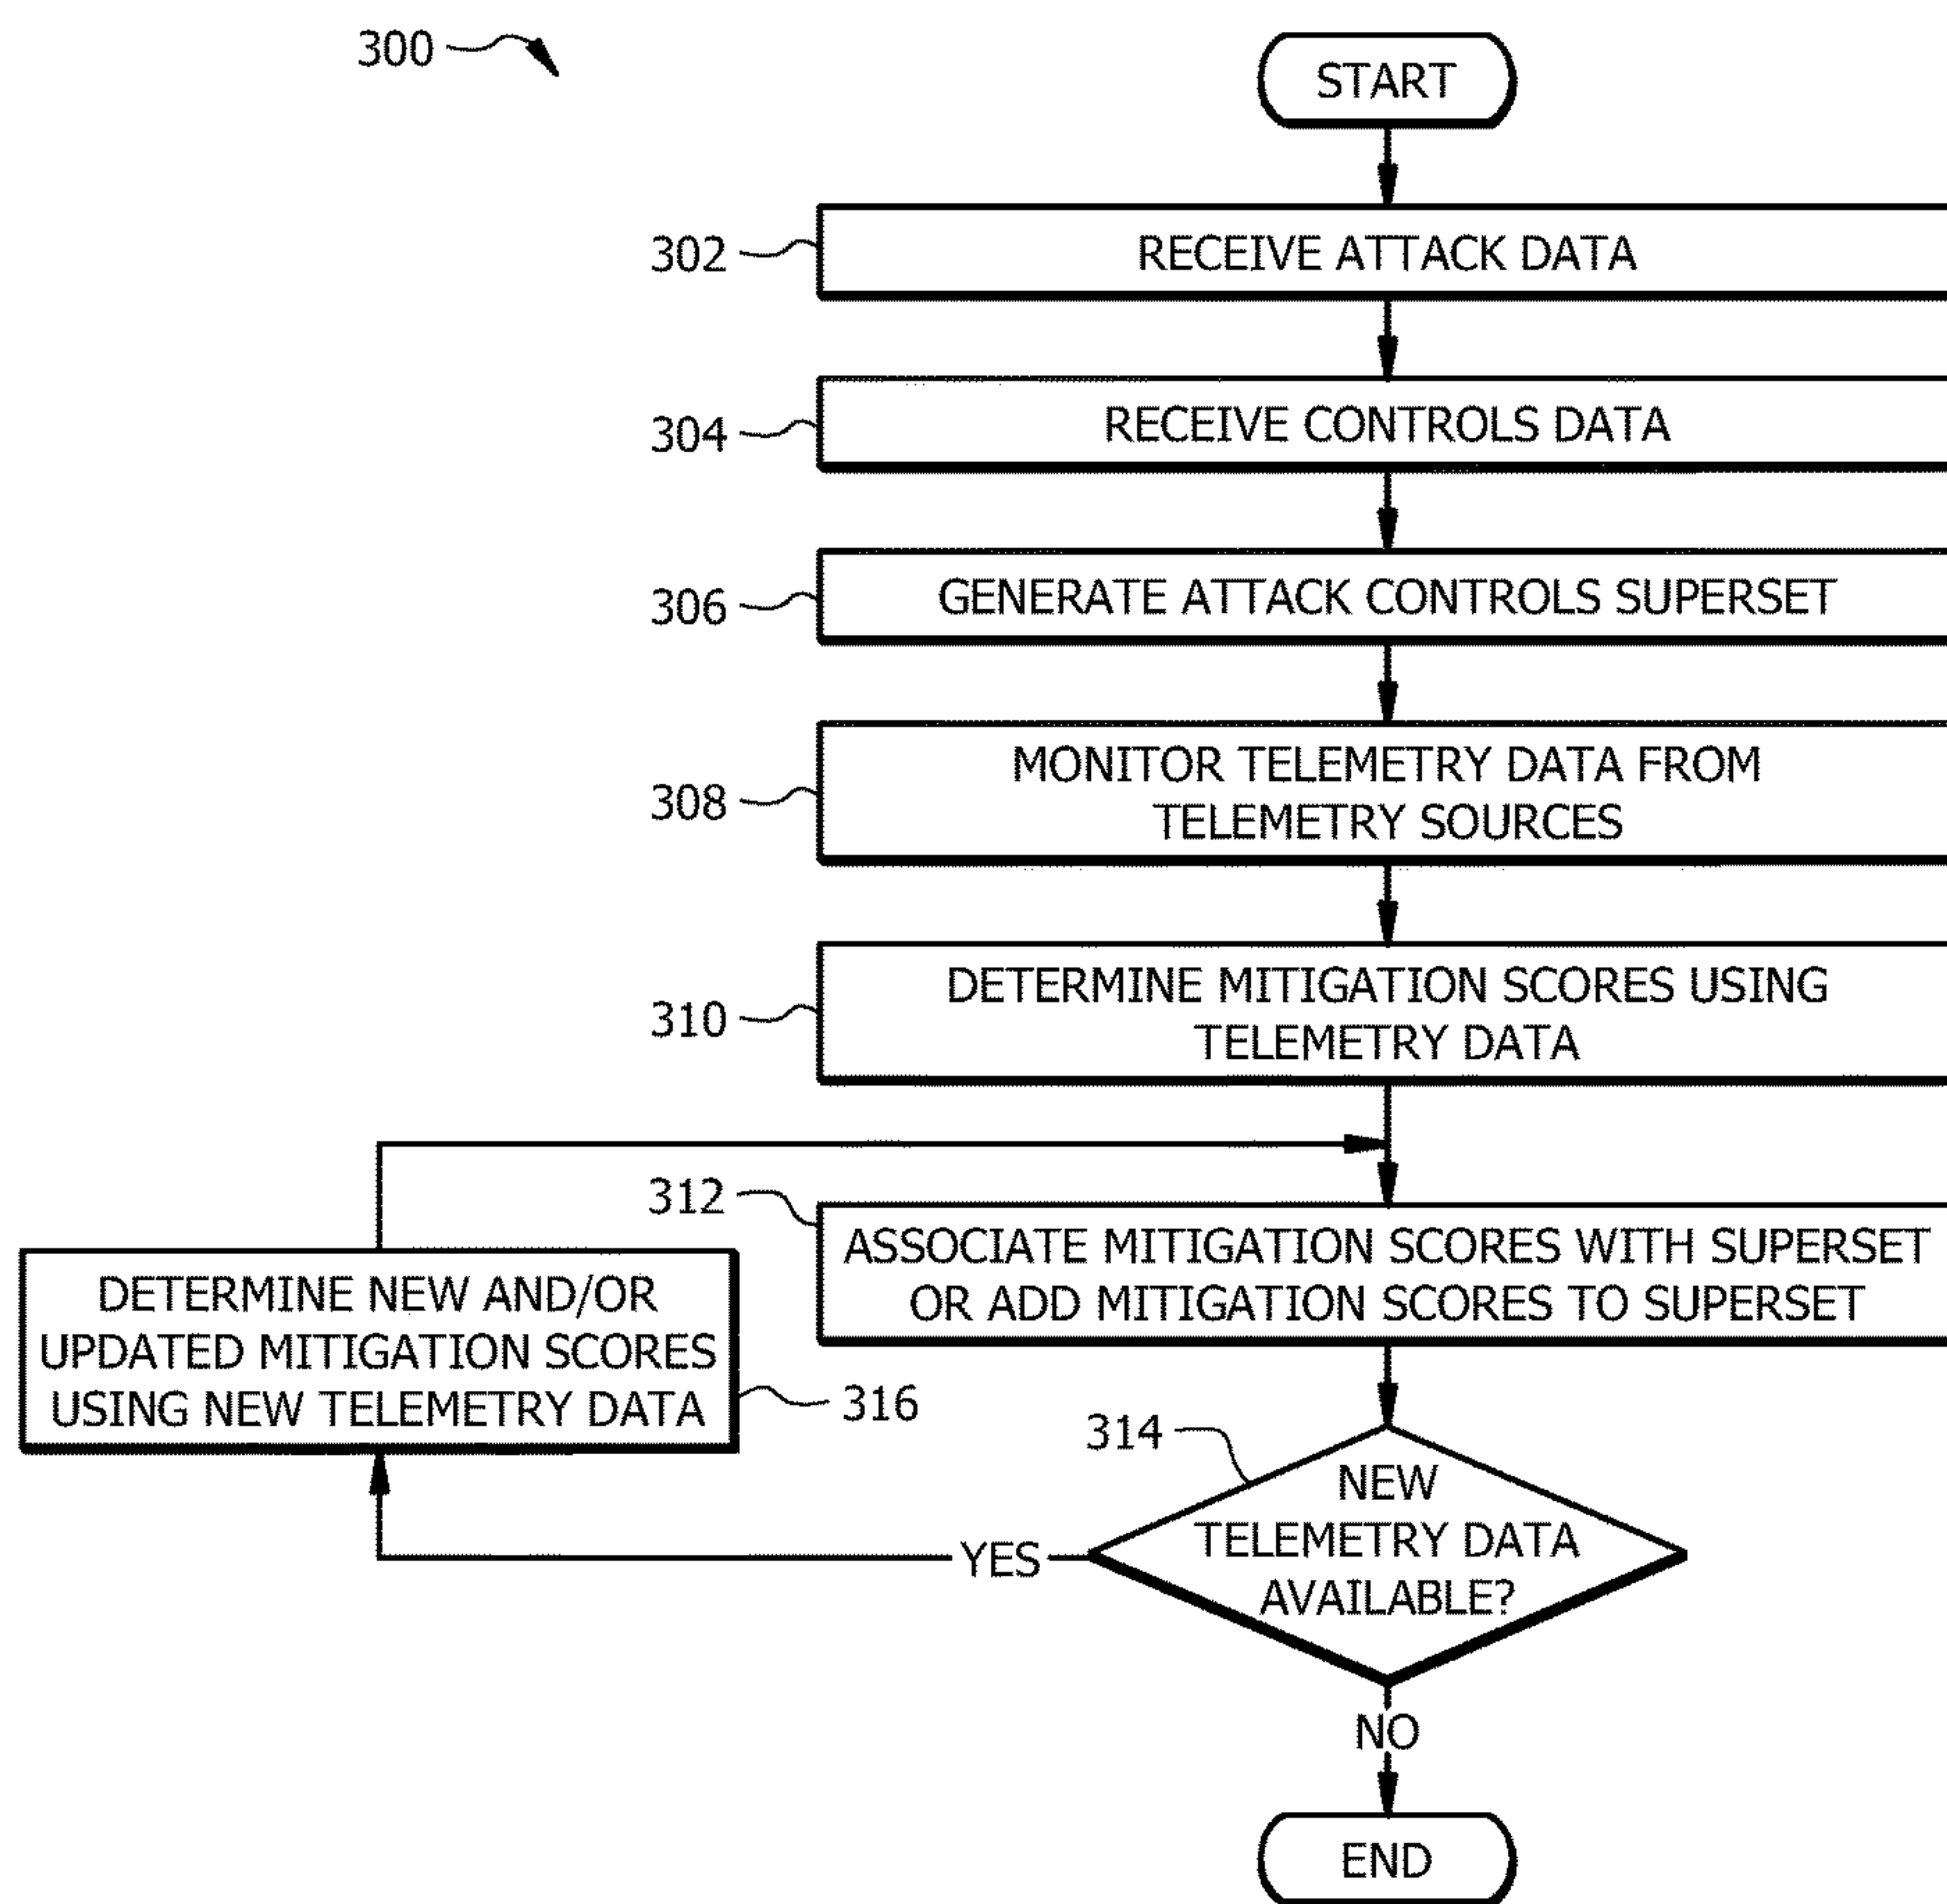 300
START
302
RECEIVE ATTACK DATA
304
RECEIVE CONTROLS DATA
306
GENERATE ATTACK CONTROLS SUPERSET
308
MONITOR TELEMETRY DATA FROM
TELEMETRY SOURCES
310
DETERMINE MITIGATION SCORES USING
TELEMETRY DATA
312
ASSOCIATE MITIGATION SCORES WITH SUPERSET
OR ADD MITIGATION SCORES TO SUPERSET
DETERMINE NEW AND/OR
UPDATED MITIGATION SCORES
USING NEW TELEMETRY DATA
316
314
NEW
TELEMETRY DATA
AVAILABLE?
YES
NO
END